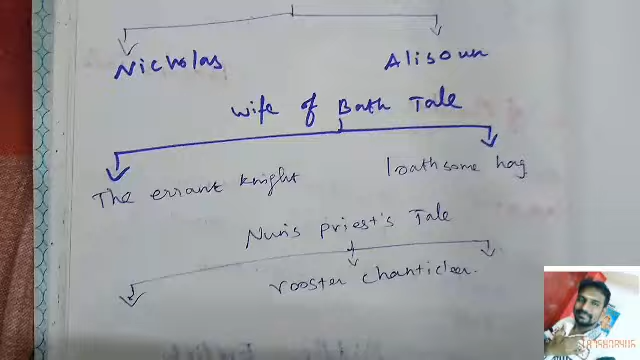 Nicholas Alisoun
Wife of Bath Tale
The errant knight loathsome hag
Nun's priest's Tale
rooster chanticleer.